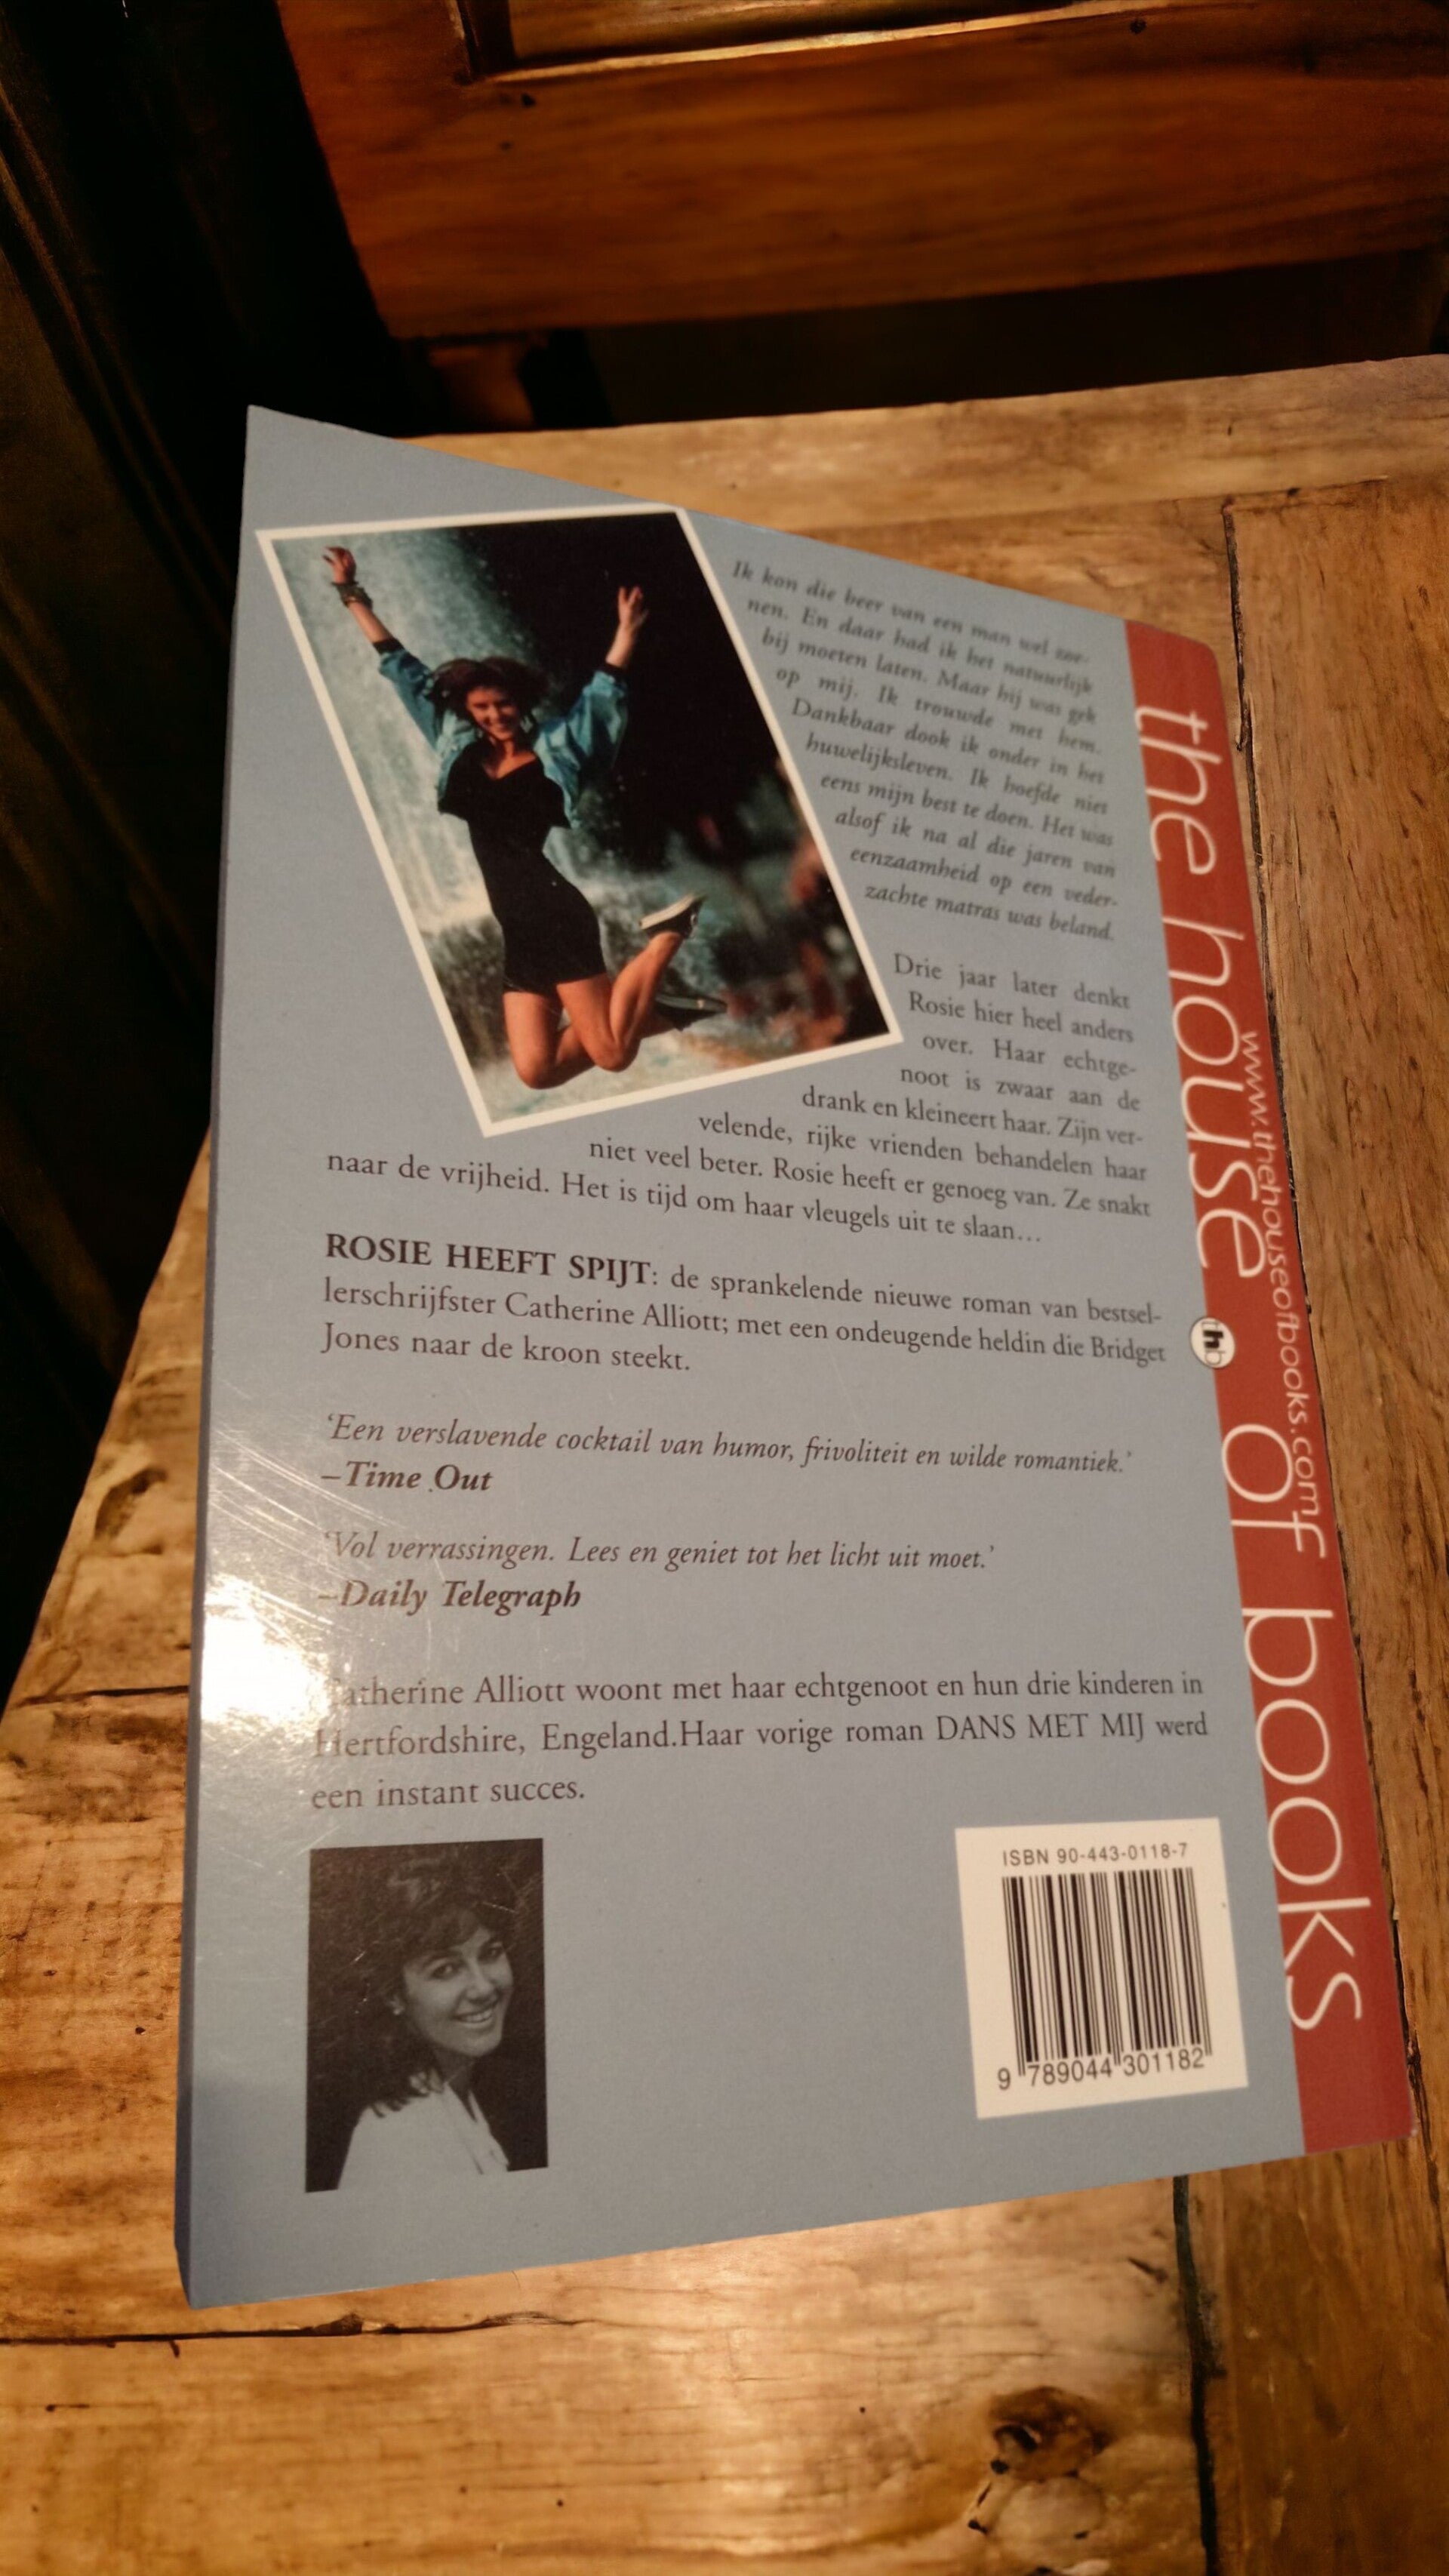 Ik kon die beer van een man wel zoe-
nen. En daar had ik het natuurlijk
bij moeten laten. Maar hij was gek
op mij. Ik trouwde met hem.
Dankbaar dook ik onder in het
huwelijksleven. Ik hoefde niet
eens mijn best te doen. Het was
alsof ik na al die jaren van
eenzaamheid op een veder-
zachte matras was beland.
Drie jaar later denkt
Rosie hier heel anders
over. Haar echtge-
noot is zwaar aan de
drank en kleineert haar. Zijn ver-
velende, rijke vrienden behandelen haar
niet veel beter. Rosie heeft er genoeg van. Ze snakt
naar de vrijheid. Het is tijd om haar vleugels uit te slaan...
ROSIE HEEFT SPIJT: de sprankelende nieuwe roman van bestsel-
lerschrijfster Catherine Alliott; met een ondeugende heldin die Bridget
Jones naar de kroon steekt.
‘Een verslavende cocktail van humor, frivoliteit en wilde romantiek.’
–Time Out
‘Vol verrassingen. Lees en geniet tot het licht uit moet.’
–Daily Telegraph
Catherine Alliott woont met haar echtgenoot en hun drie kinderen in
Hertfordshire, Engeland.Haar vorige roman DANS MET MIJ werd
een instant succes.
ISBN 90-443-0118-7
9 789044 301182
the house of books
www.thehouseofbooks.com
thb